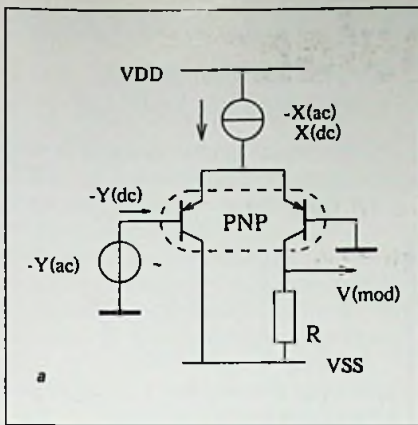 VDD
-X(ac)
X(dc)
-Y(dc)
PNP
-Y(ac)
-
V(mod)
R
VSS
a